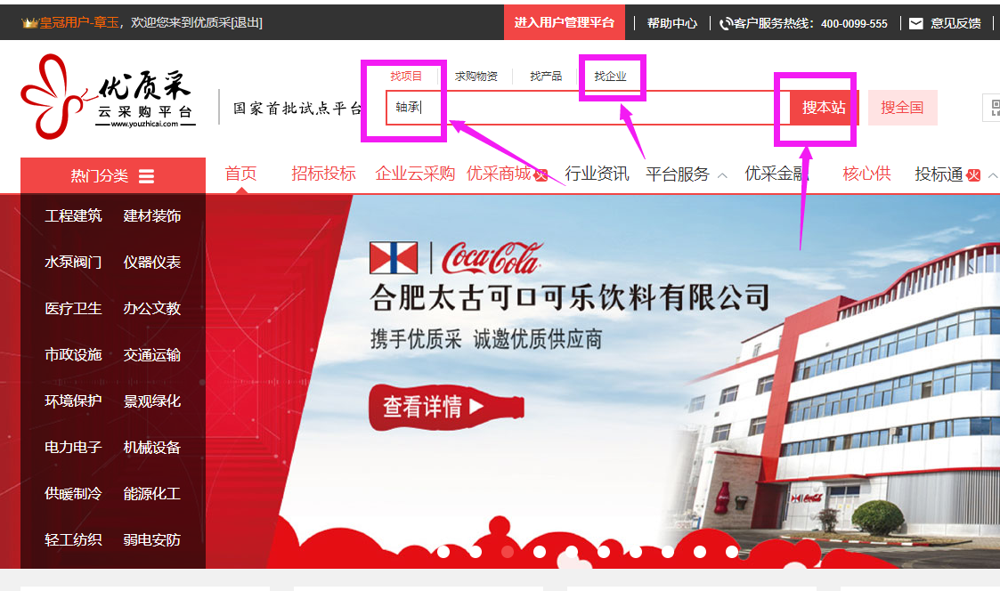 皇冠用户-章玉，欢迎您来到优质采[退出]
进入用户管理平台
帮助中心
客户服务热线：400-0099-555
意见反馈
优质采
云采购平台
www.youzhicai.com
国家首批试点平台
找项目 求购物资 找产品 找企业
轴承
搜本站
搜全国
热门分类
首页 招标投标 企业云采购 优采商城 火 行业资讯 平台服务 优采金融 核心供 投标通 火
工程建筑 建材装饰
水泵阀门 仪器仪表
医疗卫生 办公文教
市政设施 交通运输
环境保护 景观绿化
电力电子 机械设备
供暖制冷 能源化工
轻工纺织 弱电安防
Coca-Cola
合肥太古可口可乐饮料有限公司
携手优质采 诚邀优质供应商
查看详情